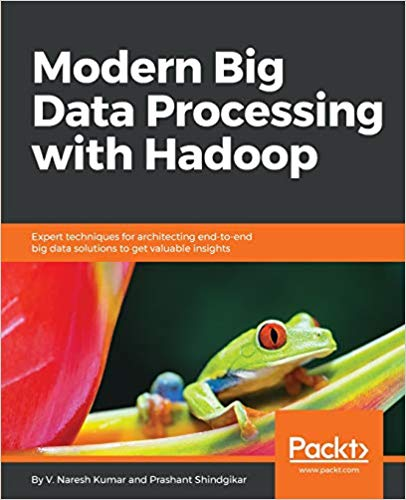 Modern Big
Data Processing
with Hadoop
Expert techniques for architecting end-to-end
big data solutions to get valuable insights
Packt>
www.packt.com
By V. Naresh Kumar and Prashant Shindgikar